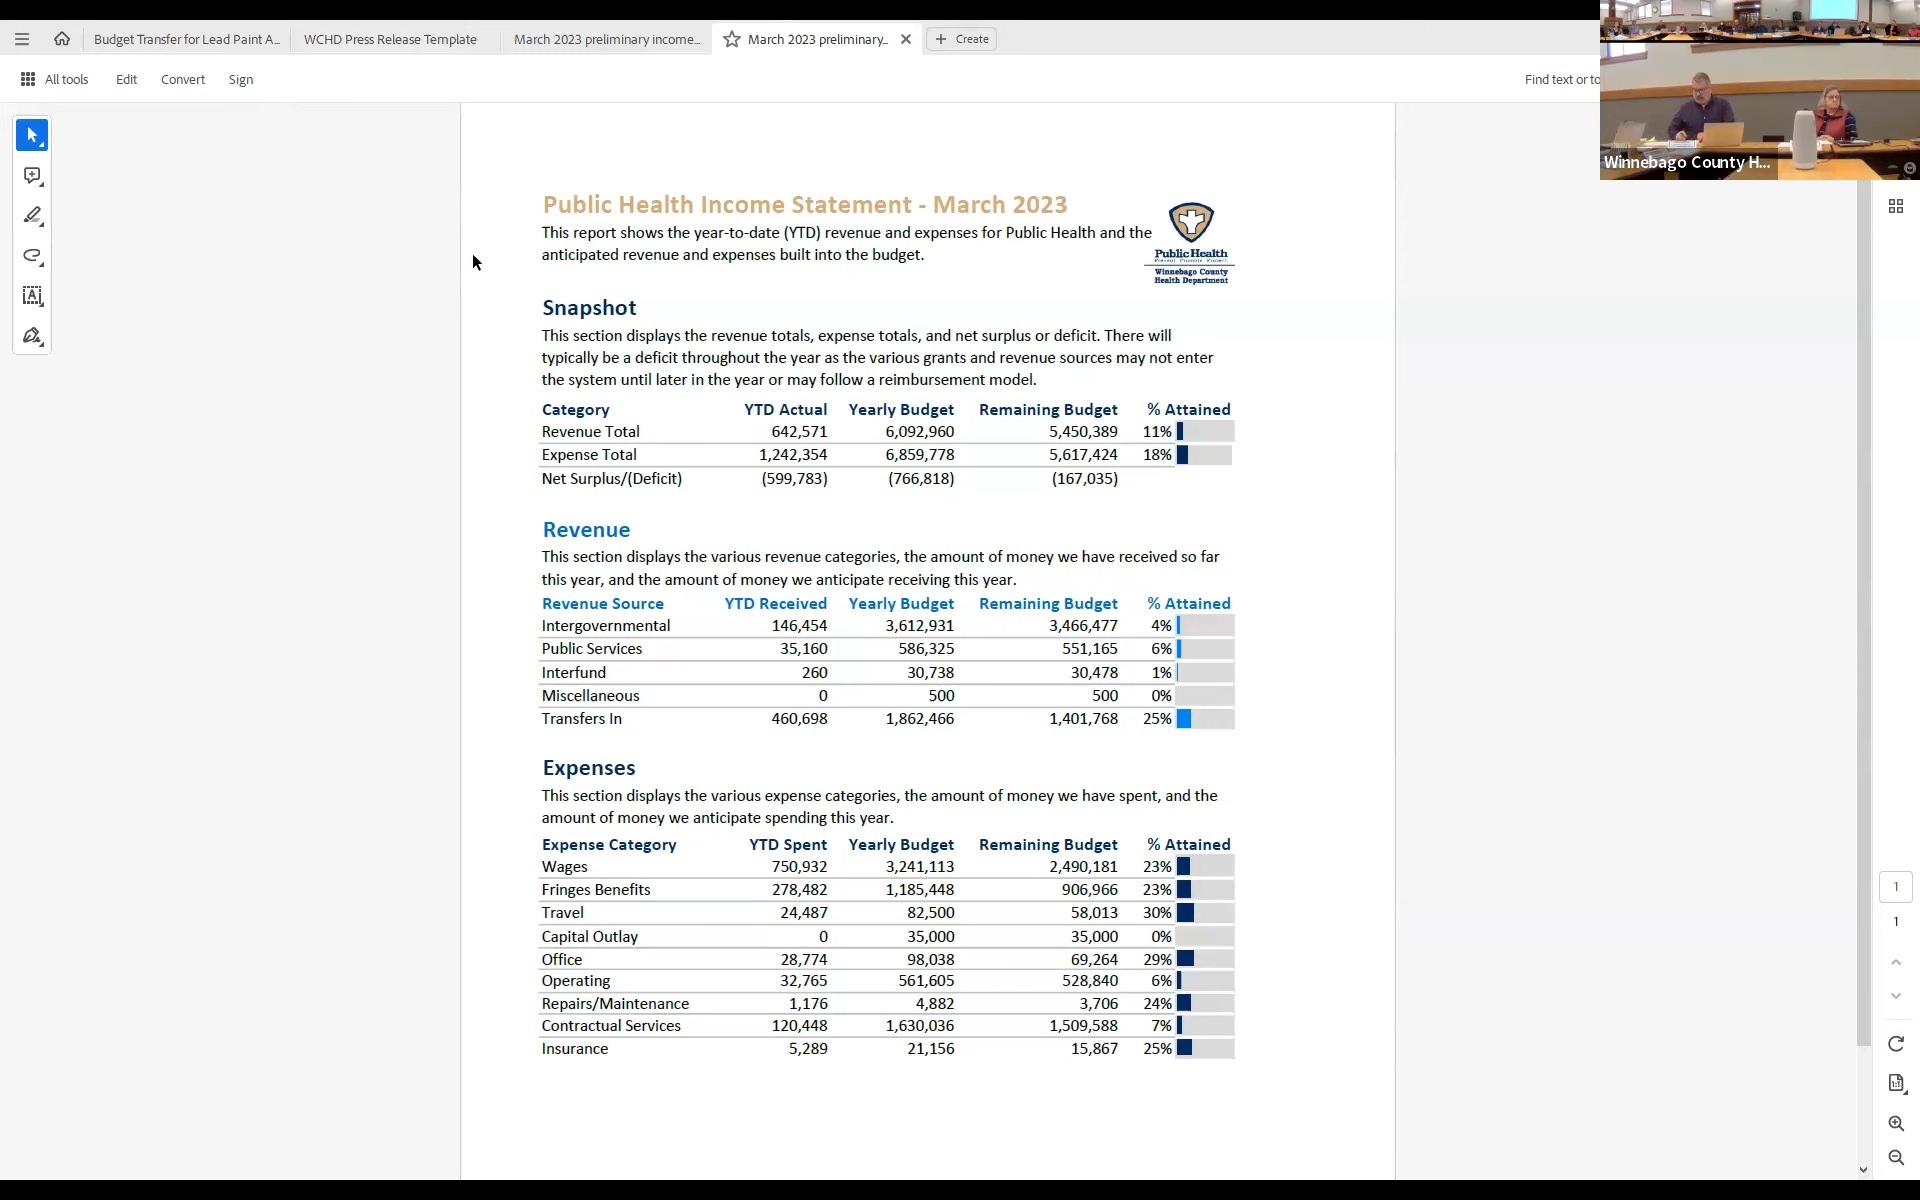 Budget Transfer for Lead Paint A... WCHD Press Release Template March 2023 preliminary income... March 2023 preliminary... Create
All tools Edit Convert Sign Find text or to
Winnebago County H...
Public Health Income Statement - March 2023
This report shows the year-to-date (YTD) revenue and expenses for Public Health and the
anticipated revenue and expenses built into the budget.
Public Health
Prevent. Promote. Protect.
Winnebago County
Health Department
Snapshot
This section displays the revenue totals, expense totals, and net surplus or deficit. There will
typically be a deficit throughout the year as the various grants and revenue sources may not enter
the system until later in the year or may follow a reimbursement model.
Category YTD Actual Yearly Budget Remaining Budget % Attained
Revenue Total 642,571 6,092,960 5,450,389 11%
Expense Total 1,242,354 6,859,778 5,617,424 18%
Net Surplus/(Deficit) (599,783) (766,818) (167,035)
Revenue
This section displays the various revenue categories, the amount of money we have received so far
this year, and the amount of money we anticipate receiving this year.
Revenue Source YTD Received Yearly Budget Remaining Budget % Attained
Intergovernmental 146,454 3,612,931 3,466,477 4%
Public Services 35,160 586,325 551,165 6%
Interfund 260 30,738 30,478 1%
Miscellaneous 0 500 500 0%
Transfers In 460,698 1,862,466 1,401,768 25%
Expenses
This section displays the various expense categories, the amount of money we have spent, and the
amount of money we anticipate spending this year.
Expense Category YTD Spent Yearly Budget Remaining Budget % Attained
Wages 750,932 3,241,113 2,490,181 23%
Fringes Benefits 278,482 1,185,448 906,966 23%
Travel 24,487 82,500 58,013 30%
Capital Outlay 0 35,000 35,000 0%
Office 28,774 98,038 69,264 29%
Operating 32,765 561,605 528,840 6%
Repairs/Maintenance 1,176 4,882 3,706 24%
Contractual Services 120,448 1,630,036 1,509,588 7%
Insurance 5,289 21,156 15,867 25%
1
1